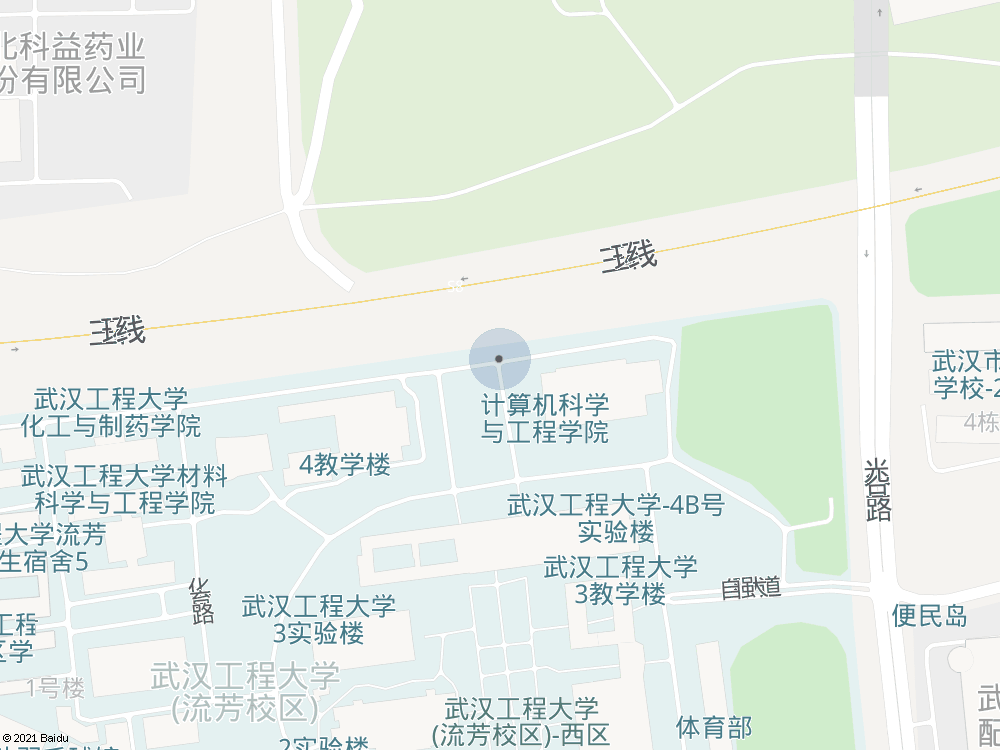 北科益药业
份有限公司
王线
王线
武汉工程大学
化工与制药学院
计算机科学
与工程学院
武汉市
学校-2
4栋
4教学楼
武汉工程大学材料
科学与工程学院
光谷路
武汉工程大学-4B号
实验楼
程大学流芳
生宿舍5
武汉工程大学
3教学楼
自强大道
化育路
武汉工程大学
3实验楼
便民岛
工程
区学
武汉工程大学
(流芳校区)
1号楼
武汉工程大学
(流芳校区)-西区
体育部
武
配
2实验楼
© 2021 Baidu